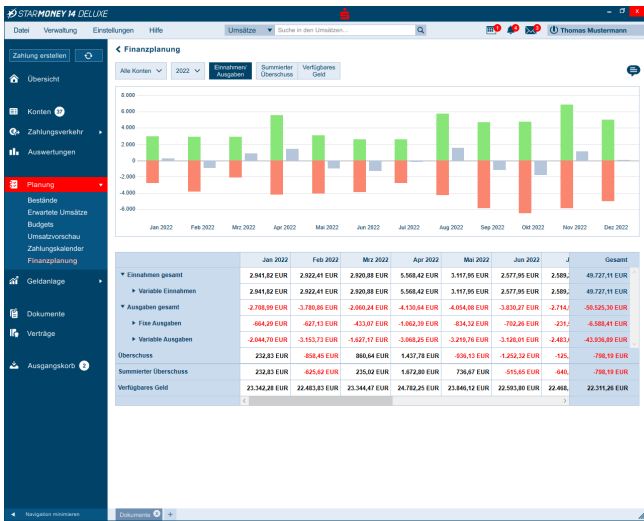 STARMONEY 14 DELUXE
Datei Verwaltung Einstellungen Hilfe Umsätze Suche in den Umsätzen... Thomas Mustermann
Zahlung erstellen
Übersicht
Konten 37
Zahlungsverkehr
Auswertungen
Planung
Bestände
Erwartete Umsätze
Budgets
Umsatzvorschau
Zahlungskalender
Finanzplanung
Geldanlage
Dokumente
Verträge
Ausgangskorb 2
Navigation minimieren
Finanzplanung
Alle Konten 2022 Einnahmen/ Ausgaben Summierter Überschuss Verfügbares Geld
8.000
6.000
4.000
2.000
0
-2.000
-4.000
-6.000
Jan 2022 Feb 2022 Mrz 2022 Apr 2022 Mai 2022 Jun 2022 Jul 2022 Aug 2022 Sep 2022 Okt 2022 Nov 2022 Dez 2022
Jan 2022 Feb 2022 Mrz 2022 Apr 2022 Mai 2022 Jun 2022 J Gesamt
Einnahmen gesamt 2.941,82 EUR 2.922,41 EUR 2.920,88 EUR 5.568,42 EUR 3.117,95 EUR 2.577,95 EUR 2.589, 49.727,11 EUR
Variable Einnahmen 2.941,82 EUR 2.922,41 EUR 2.920,88 EUR 5.568,42 EUR 3.117,95 EUR 2.577,95 EUR 2.589, 49.727,11 EUR
Ausgaben gesamt -2.708,99 EUR -3.780,86 EUR -2.060,24 EUR -4.130,64 EUR -4.054,08 EUR -3.830,27 EUR -2.714, -50.525,30 EUR
Fixe Ausgaben -664,29 EUR -627,13 EUR -433,07 EUR -1.062,39 EUR -834,32 EUR -702,26 EUR -231, -6.588,41 EUR
Variable Ausgaben -2.044,70 EUR -3.153,73 EUR -1.627,17 EUR -3.068,25 EUR -3.219,76 EUR -3.128,01 EUR -2.483, -43.936,89 EUR
Überschuss 232,83 EUR -858,45 EUR 860,64 EUR 1.437,78 EUR -936,13 EUR -1.252,32 EUR -125, -798,19 EUR
Summierter Überschuss 232,83 EUR -625,62 EUR 235,02 EUR 1.672,80 EUR 736,67 EUR -515,65 EUR -640, -798,19 EUR
Verfügbares Geld 23.342,28 EUR 22.483,83 EUR 23.344,47 EUR 24.782,25 EUR 23.846,12 EUR 22.593,80 EUR 22.468, 22.311,26 EUR
Dokumente